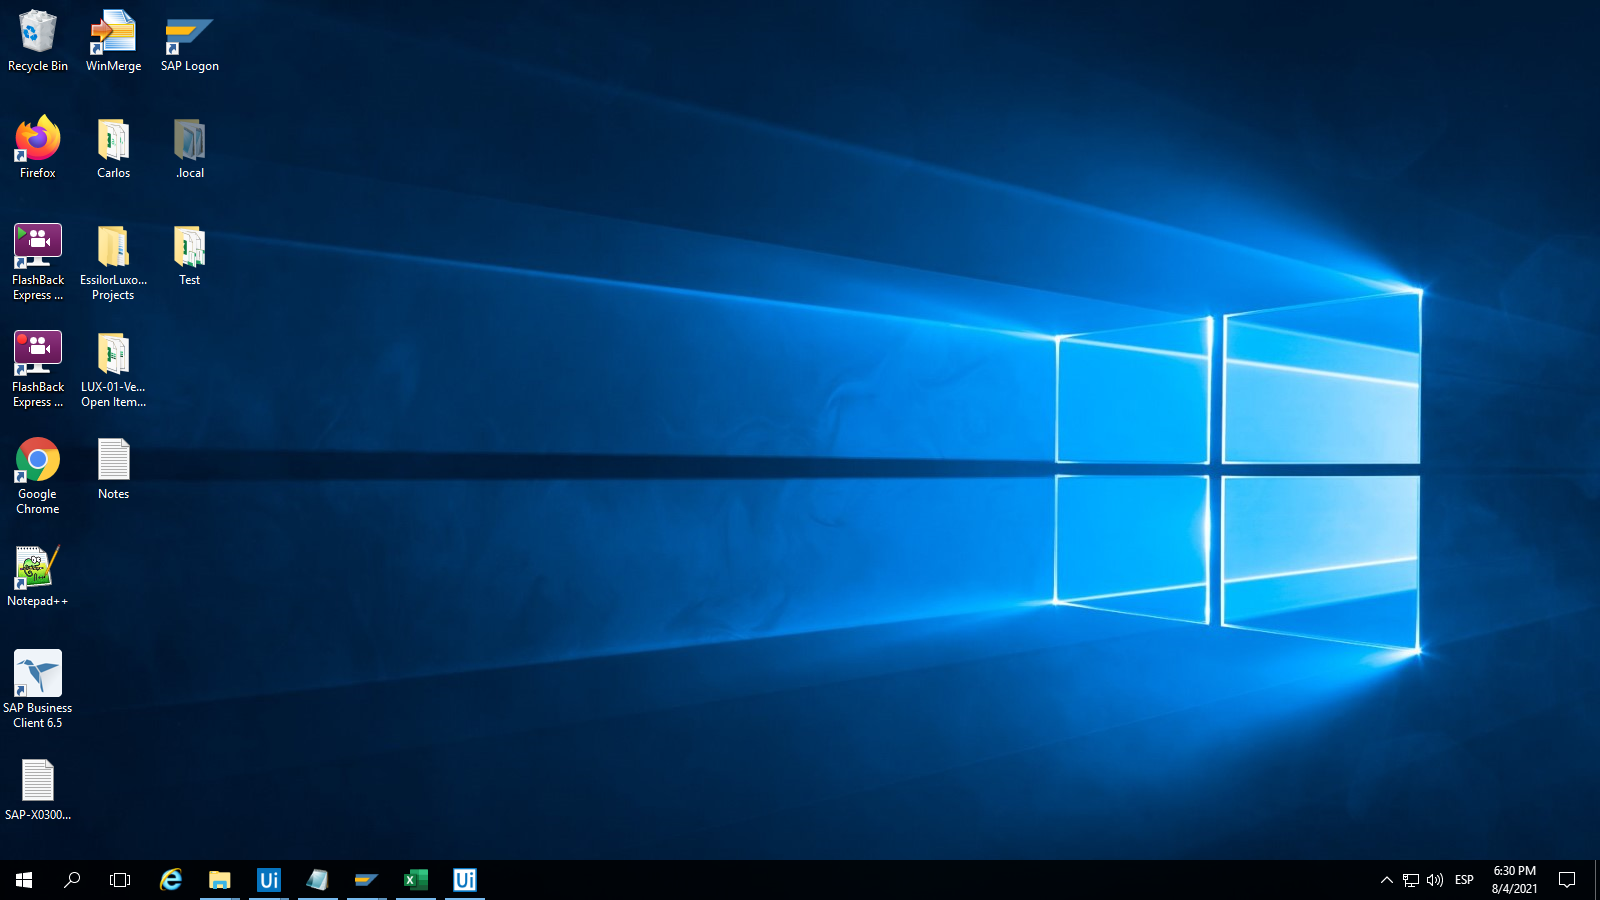 Recycle Bin
WinMerge
SAP Logon
Firefox
Carlos
.local
FlashBack
Express ...
EssilorLuxo...
Projects
Test
FlashBack
Express ...
LUX-01-Ve...
Open Item...
Google
Chrome
Notes
Notepad++
SAP Business
Client 6.5
SAP-X0300...
Ui
Ui
ESP
6:30 PM
8/4/2021